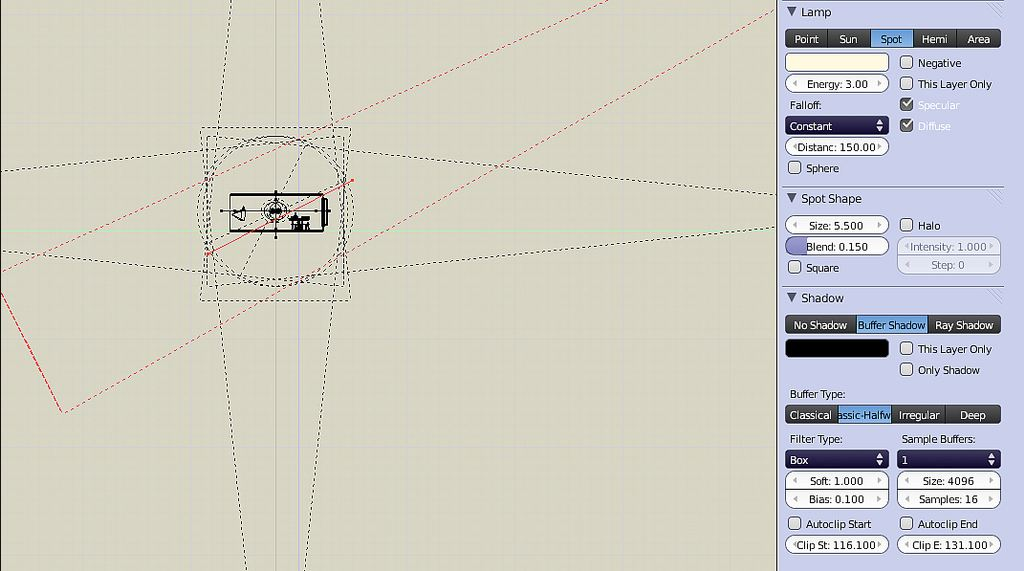 Lamp
Point Sun Spot Hemi Area
Negative
Energy: 3.00 This Layer Only
Falloff: Specular
Constant Diffuse
Distanc: 150.00
Sphere
Spot Shape
Size: 5.500 Halo
Blend: 0.150 Intensity: 1.000
Square Step: 0
Shadow
No Shadow Buffer Shadow Ray Shadow
This Layer Only
Only Shadow
Buffer Type:
Classical assic-Halfw Irregular Deep
Filter Type: Sample Buffers:
Box 1
Soft: 1.000 Size: 4096
Bias: 0.100 Samples: 16
Autoclip Start Autoclip End
Clip St: 116.100 Clip E: 131.100